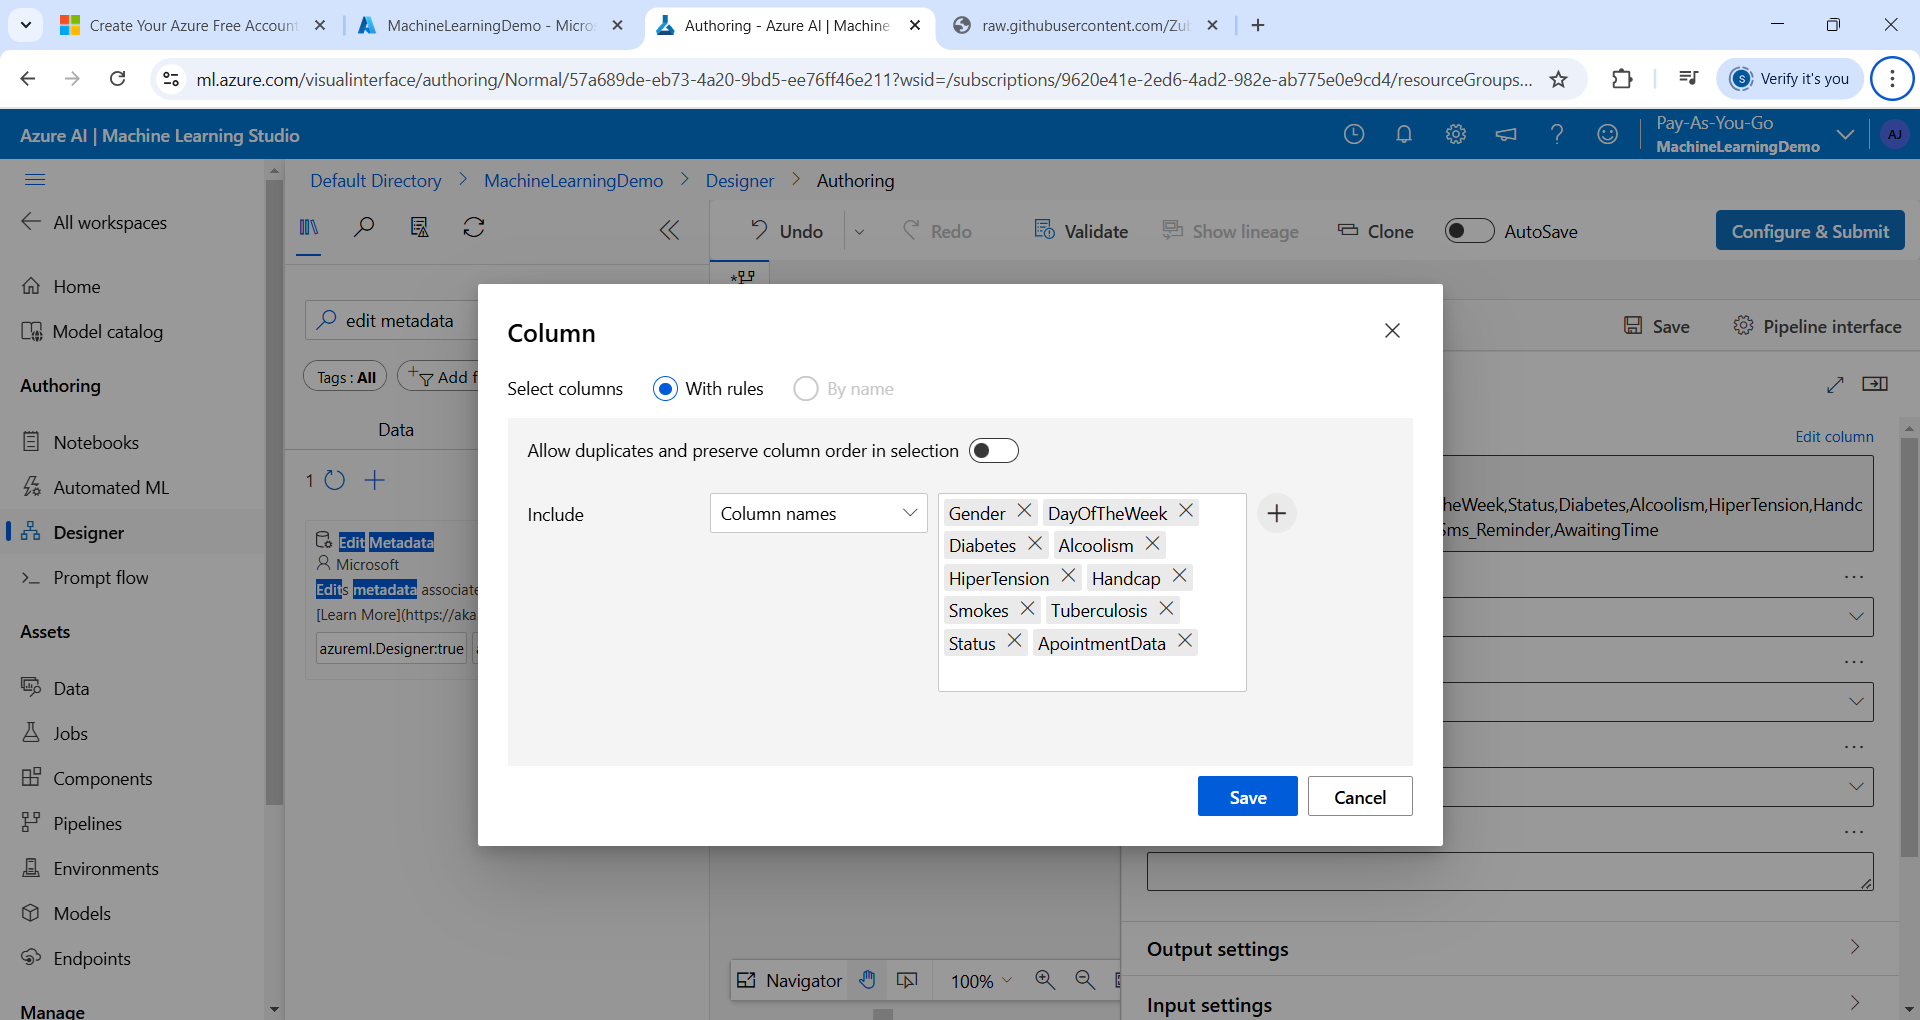 Create Your Azure Free Account
MachineLearningDemo - Micros
Authoring - Azure AI | Machine
raw.githubusercontent.com/Zub
ml.azure.com/visualinterface/authoring/Normal/57a689de-eb73-4a20-9bd5-ee76ff46e211?wsid=/subscriptions/9620e41e-2ed6-4ad2-982e-ab775e0e9cd4/resourceGroups...
S Verify it's you
Azure AI | Machine Learning Studio
Pay-As-You-Go
MachineLearningDemo
AJ
Default Directory > MachineLearningDemo > Designer > Authoring
All workspaces
Home
Model catalog
Authoring
Notebooks
Automated ML
Designer
Prompt flow
Assets
Data
Jobs
Components
Pipelines
Environments
Models
Endpoints
Manage
Undo
Redo
Validate
Show lineage
Clone
AutoSave
Configure & Submit
edit metadata
Tags : All
Add f
Data
1
Edit Metadata
Microsoft
Edits metadata associate
[Learn More](https://aka
azureml.Designer:true
Save
Pipeline interface
Edit column
heWeek,Status,Diabetes,Alcoolism,HiperTension,Handc
Sms_Reminder,AwaitingTime
Column
Select columns
With rules
By name
Allow duplicates and preserve column order in selection
Include
Column names
Gender
DayOfTheWeek
Diabetes
Alcoolism
HiperTension
Handcap
Smokes
Tuberculosis
Status
ApointmentData
Save
Cancel
Output settings
Input settings
Navigator
100%